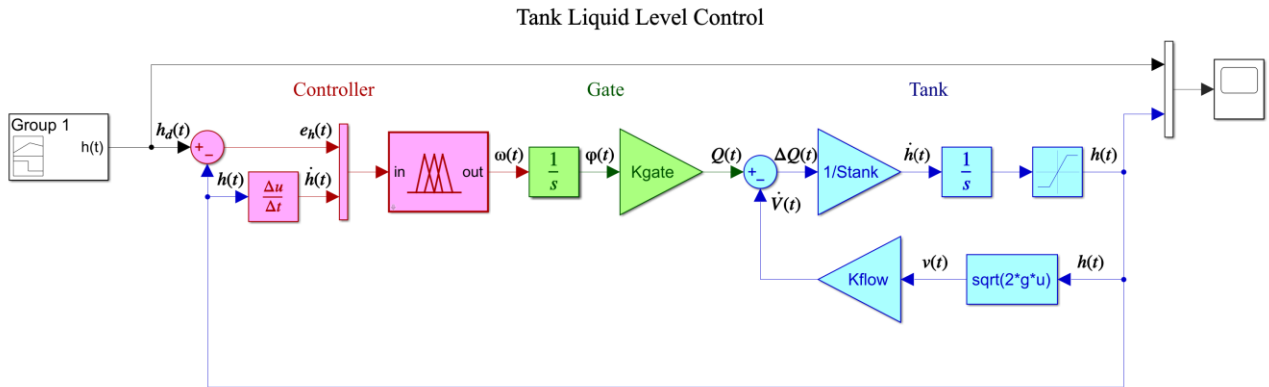 Tank Liquid Level Control
Controller
Gate
Tank
Group 1
h(t)
h_d(t)
+
−
e_h(t)
h(t)
Δu
Δt
ḣ(t)
in
out
ω(t)
1
s
φ(t)
Kgate
Q(t)
+
−
ΔQ(t)
V̇(t)
1/Stank
ḣ(t)
1
s
h(t)
Kflow
v(t)
sqrt(2*g*u)
h(t)